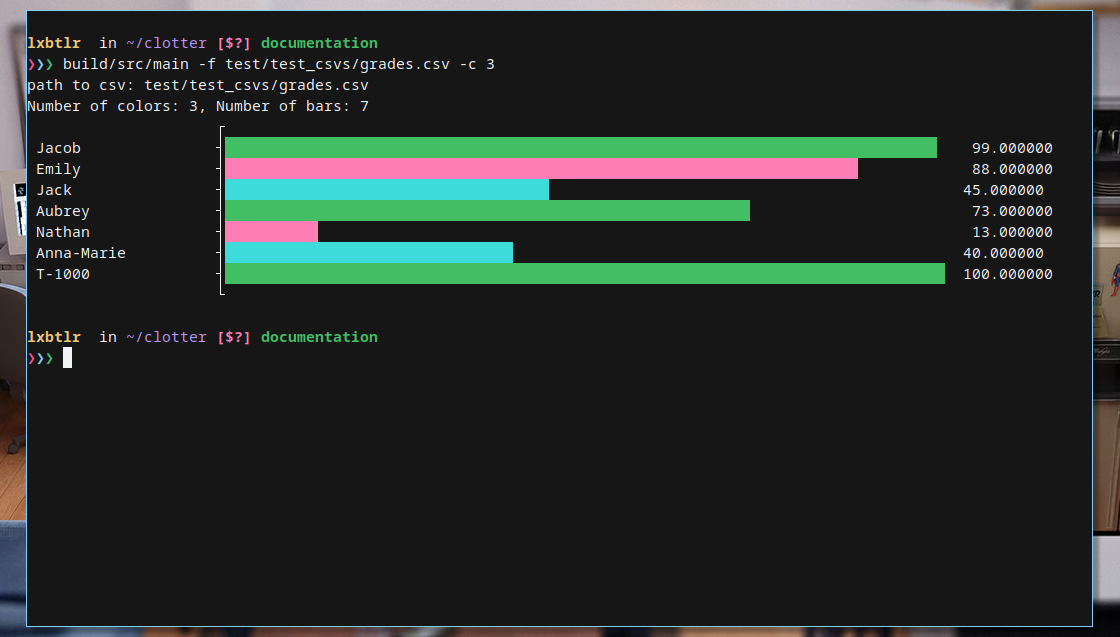 lxbtlr in ~/clotter [$?] documentation
❯❯❯ build/src/main -f test/test_csvs/grades.csv -c 3
path to csv: test/test_csvs/grades.csv
Number of colors: 3, Number of bars: 7
Jacob 99.000000
Emily 88.000000
Jack 45.000000
Aubrey 73.000000
Nathan 13.000000
Anna-Marie 40.000000
T-1000 100.000000
lxbtlr in ~/clotter [$?] documentation
❯❯❯